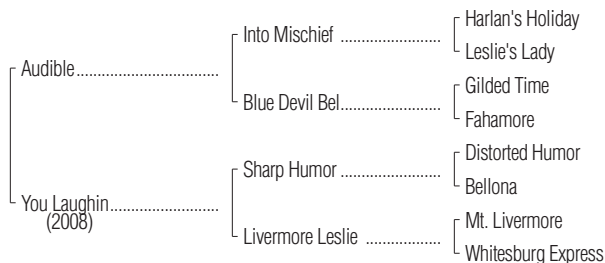 Harlan's Holiday
Into Mischief ........................
Leslie's Lady
Audible..................................
Gilded Time
Blue Devil Bel........................
Fahamore
Distorted Humor
Sharp Humor ........................
Bellona
You Laughin..........................
(2008)
Mt. Livermore
Livermore Leslie ..................
Whitesburg Express